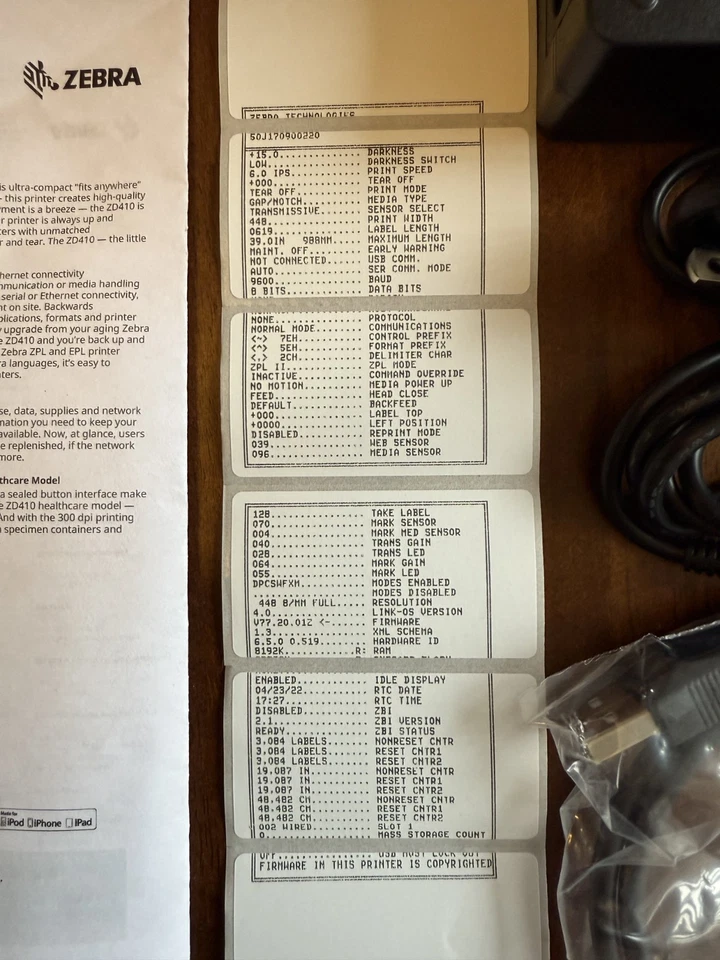 ZEBRA
is ultra-compact "fits anywhere"
- this printer creates high-quality
ment is a breeze — the ZD410 is
r printer is always up and
ters with unmatched
r and tear. The ZD410 — the little
hernet connectivity
mmunication or media handling
serial or Ethernet connectivity,
nt on site. Backwards
plications, formats and printer
y upgrade from your aging Zebra
e ZD410 and you're back up and
Zebra ZPL and EPL printer
ra languages, it's easy to
nters.
se, data, supplies and network
mation you need to keep your
available. Now, at glance, users
e replenished, if the network
more.
thcare Model
a sealed button interface make
e ZD410 healthcare model —
And with the 300 dpi printing
n specimen containers and
Made for
iPod iPhone iPad
ZEBRA TECHNOLOGIES
50J170900220
+15.0............. DARKNESS
LOW............... DARKNESS SWITCH
6.0 IPS........... PRINT SPEED
+000.............. TEAR OFF
TEAR OFF.......... PRINT MODE
GAP/NOTCH......... MEDIA TYPE
TRANSMISSIVE...... SENSOR SELECT
448............... PRINT WIDTH
0619.............. LABEL LENGTH
39.0IN 988MM..... MAXIMUM LENGTH
MAINT. OFF........ EARLY WARNING
NOT CONNECTED..... USB COMM.
AUTO.............. SER COMM. MODE
9600.............. BAUD
8 BITS............ DATA BITS
NONE.............. PROTOCOL
NORMAL MODE....... COMMUNICATIONS
<~> 7EH.......... CONTROL PREFIX
<^> 5EH.......... FORMAT PREFIX
<,> 2CH.......... DELIMITER CHAR
ZPL II............ ZPL MODE
INACTIVE.......... COMMAND OVERRIDE
NO MOTION......... MEDIA POWER UP
FEED.............. HEAD CLOSE
DEFAULT........... BACKFEED
+000.............. LABEL TOP
+0000............. LEFT POSITION
DISABLED.......... REPRINT MODE
039............... WEB SENSOR
096............... MEDIA SENSOR
128............... TAKE LABEL
070............... MARK SENSOR
004............... MARK MED SENSOR
040............... TRANS GAIN
028............... TRANS LED
064............... MARK GAIN
055............... MARK LED
DPCSWFXM.......... MODES ENABLED
.................. MODES DISABLED
448 8/MM FULL..... RESOLUTION
4.0............... LINK-OS VERSION
V77.20.01Z <-..... FIRMWARE
1.3............... XML SCHEMA
6.5.0 0.519....... HARDWARE ID
8192K............R: RAM
ENABLED........... IDLE DISPLAY
04/23/22.......... RTC DATE
17:27............. RTC TIME
DISABLED.......... ZBI
2.1............... ZBI VERSION
READY............. ZBI STATUS
3,084 LABELS...... NONRESET CNTR
3,084 LABELS...... RESET CNTR1
3,084 LABELS...... RESET CNTR2
19,087 IN......... NONRESET CNTR
19,087 IN......... RESET CNTR1
19,087 IN......... RESET CNTR2
48,482 CM......... NONRESET CNTR
48,482 CM......... RESET CNTR1
48,482 CM......... RESET CNTR2
002 WIRED......... SLOT 1
0................. MASS STORAGE COUNT
OFF............... USB HOST LOCK OUT
FIRMWARE IN THIS PRINTER IS COPYRIGHTED